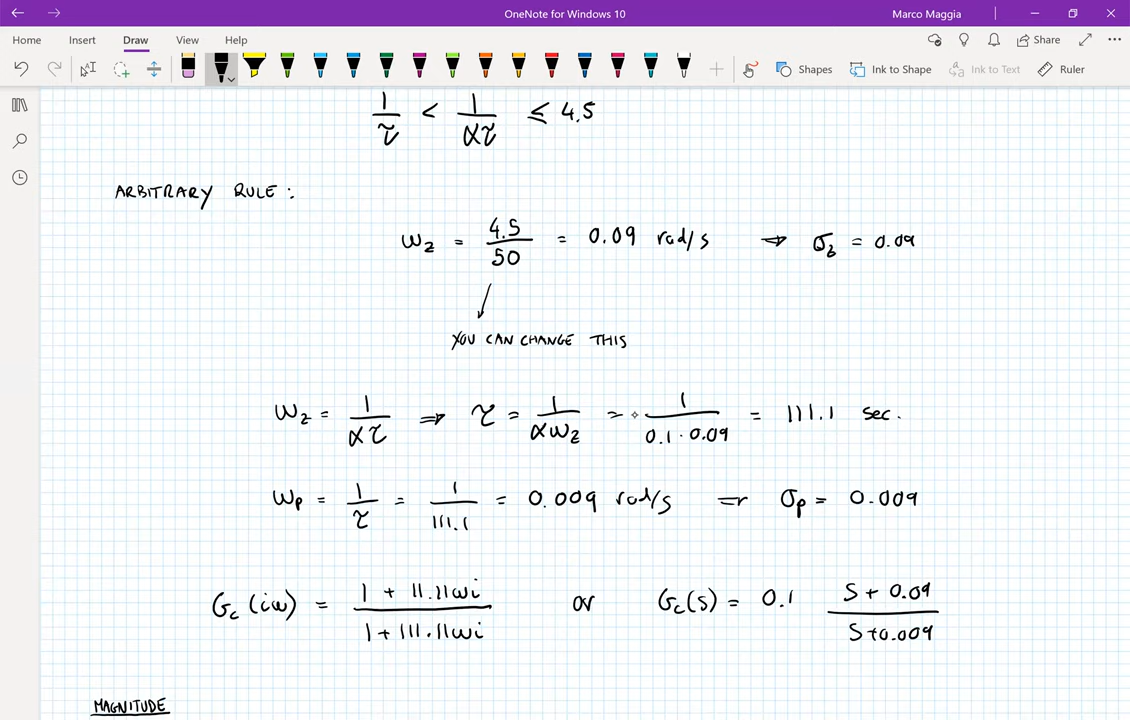 OneNote for Windows 10
Marco Maggia
Home Insert Draw View Help
Share
Shapes Ink to Shape Ink to Text Ruler
1/τ < 1/ατ ≤ 4.5
ARBITRARY RULE:
ω_z = 4.5/50 = 0.09 rad/s ⇒ σ_z = 0.09
YOU CAN CHANGE THIS
ω_z = 1/ατ ⇒ τ = 1/αω_z = 1/0.1·0.09 = 111.1 sec.
ω_p = 1/τ = 1/111.1 = 0.009 rad/s ⇒ σ_p = 0.009
G_c(iω) = 1 + 11.11ωi / 1 + 111.11ωi or G_c(s) = 0.1 s + 0.09 / s + 0.009
MAGNITUDE